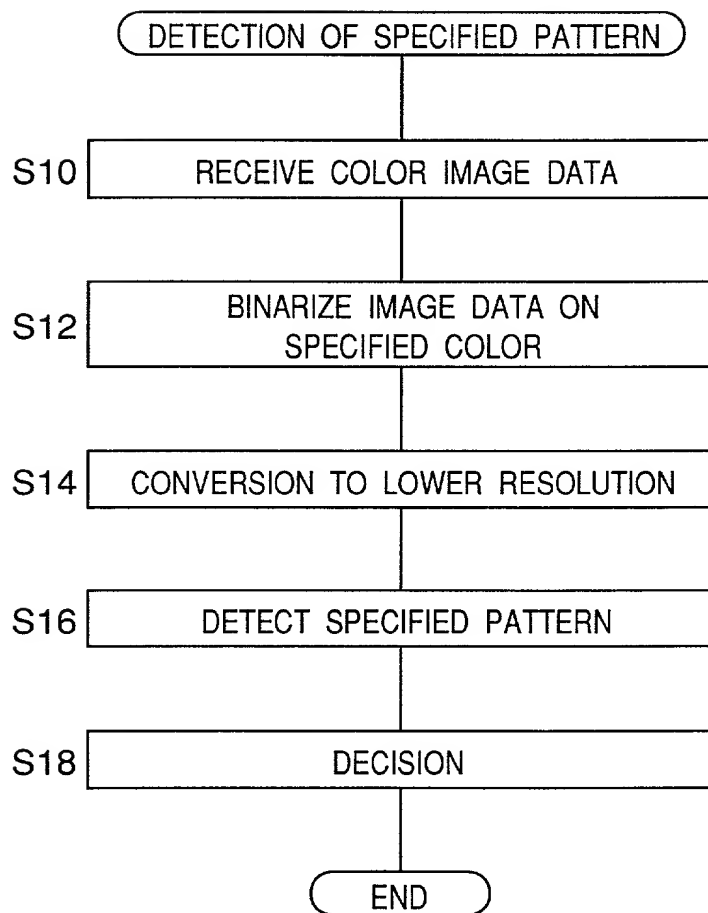 DETECTION OF SPECIFIED PATTERN
S10 RECEIVE COLOR IMAGE DATA
S12 BINARIZE IMAGE DATA ON
SPECIFIED COLOR
S14 CONVERSION TO LOWER RESOLUTION
S16 DETECT SPECIFIED PATTERN
S18 DECISION
END